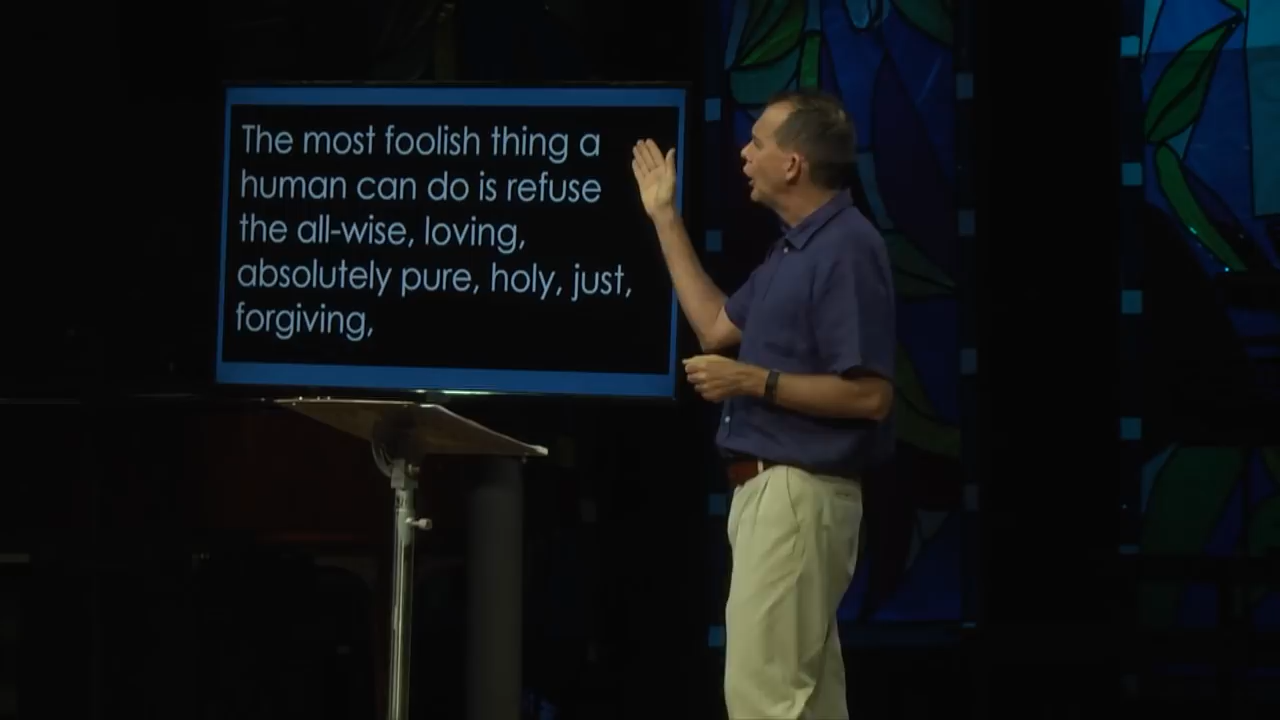 The most foolish thing a
human can do is refuse
the all-wise, loving,
absolutely pure, holy, just,
forgiving,